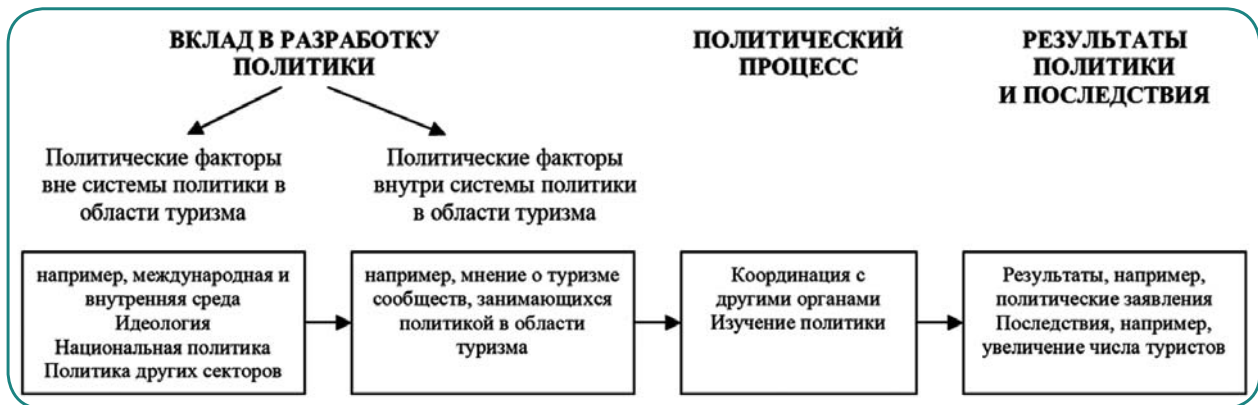 ВКЛАД В РАЗРАБОТКУ
ПОЛИТИКИ
ПОЛИТИЧЕСКИЙ
ПРОЦЕСС
РЕЗУЛЬТАТЫ
ПОЛИТИКИ
И ПОСЛЕДСТВИЯ
Политические факторы
вне системы политики в
области туризма
Политические факторы
внутри системы политики
в области туризма
например, международная и
внутренняя среда
Идеология
Национальная политика
Политика других секторов
например, мнение о туризме
сообществ, занимающихся
политикой в области
туризма
Координация с
другими органами
Изучение политики
Результаты, например,
политические заявления
Последствия, например,
увеличение числа туристов